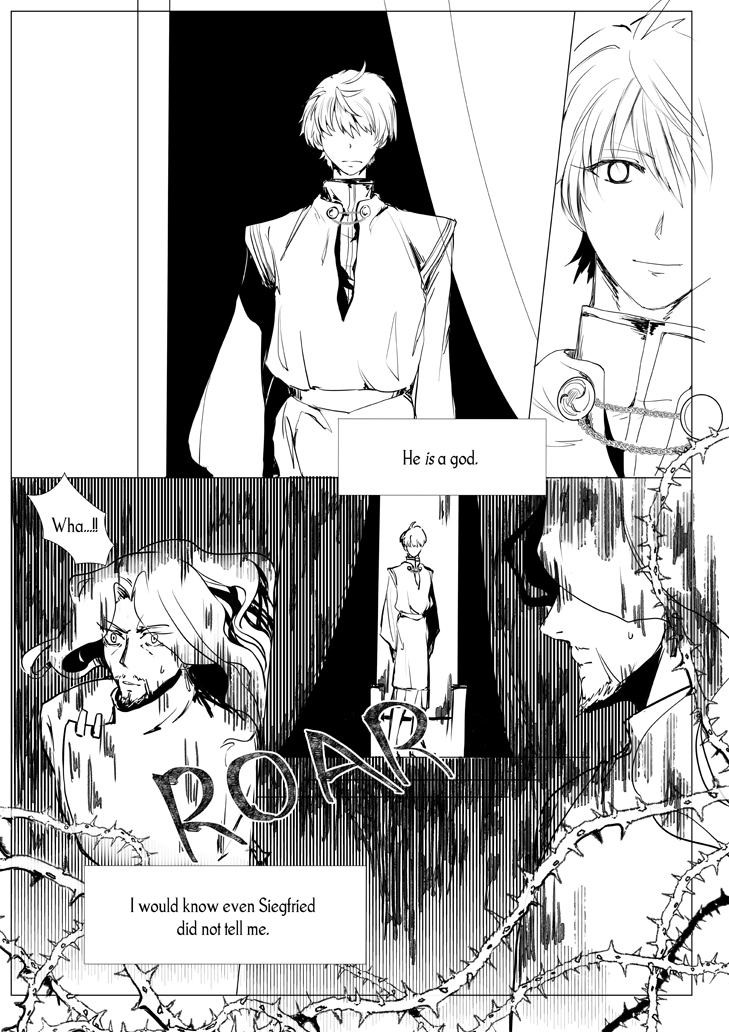 He is a god.
Wha...!!
ROAR
I would know even Siegfried
did not tell me.